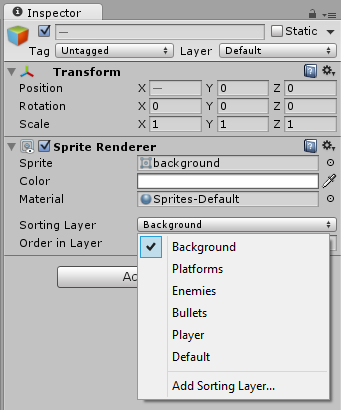 Inspector
—
Static
Tag Untagged Layer Default
Transform
Position X — Y 0 Z 0
Rotation X 0 Y 0 Z 0
Scale X 1 Y 1 Z 1
Sprite Renderer
Sprite background
Color
Material Sprites-Default
Sorting Layer Background
Order in Layer
Background
Platforms
Enemies
Bullets
Player
Default
Add Sorting Layer...